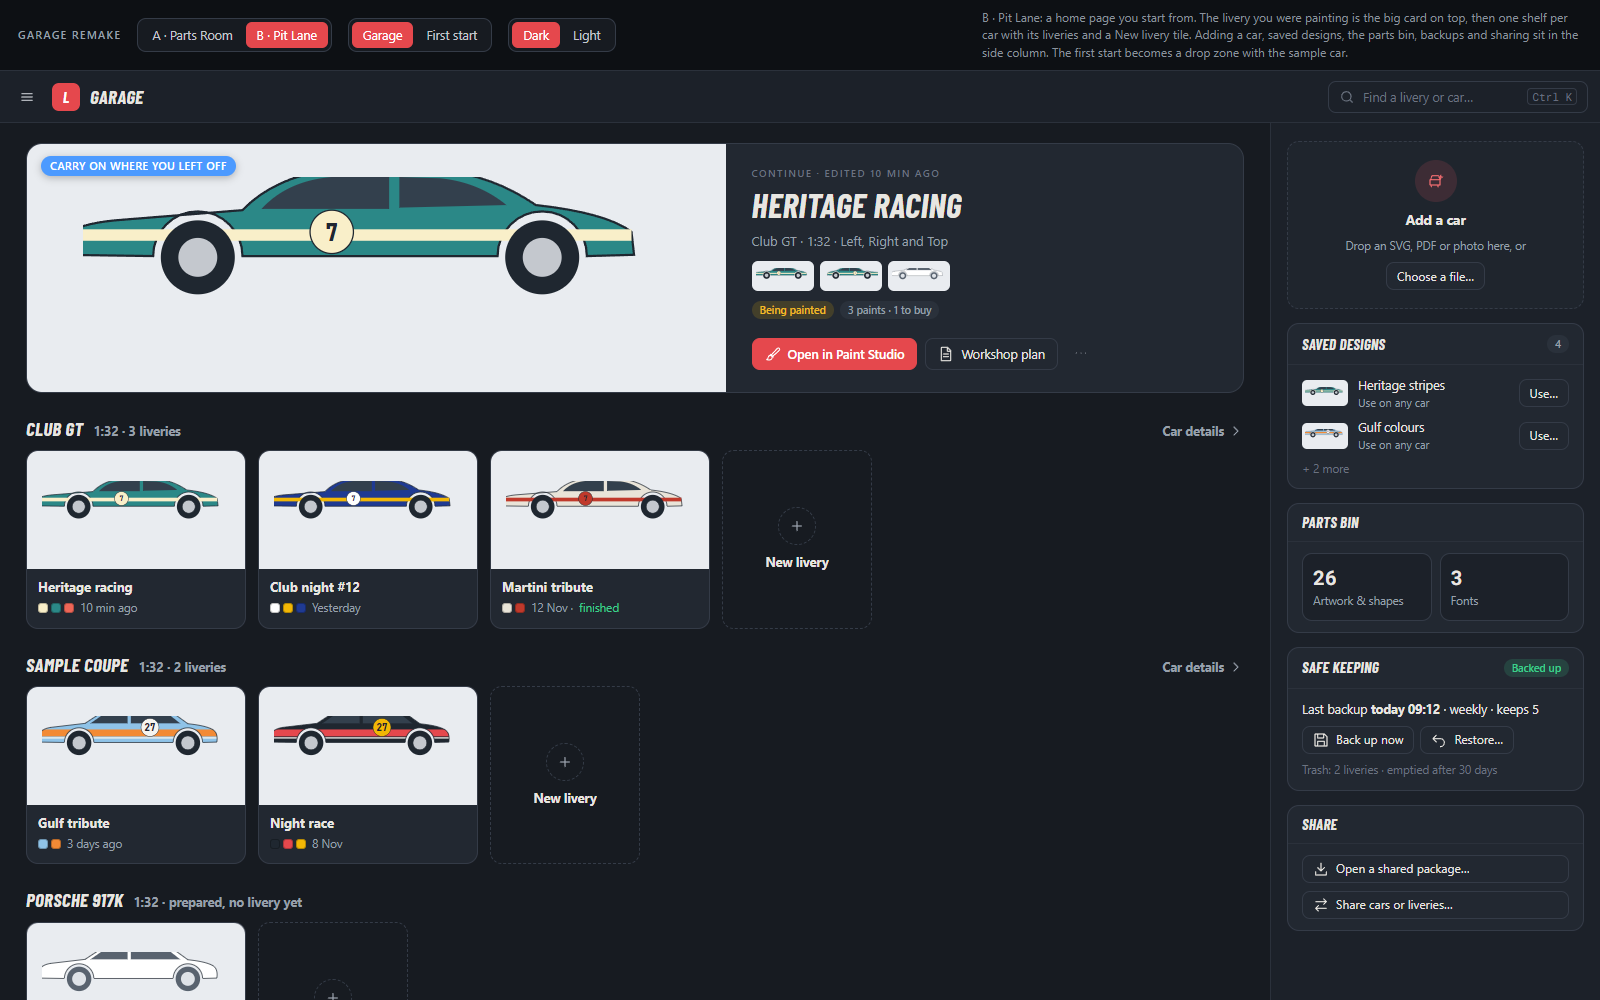 GARAGE REMAKE
A · Parts Room
B · Pit Lane
Garage
First start
Dark
Light
B · Pit Lane: a home page you start from. The livery you were painting is the big card on top, then one shelf per
car with its liveries and a New livery tile. Adding a car, saved designs, the parts bin, backups and sharing sit in the
side column. The first start becomes a drop zone with the sample car.
L
GARAGE
Find a livery or car...
Ctrl K
CARRY ON WHERE YOU LEFT OFF
7
CONTINUE · EDITED 10 MIN AGO
HERITAGE RACING
Club GT · 1:32 · Left, Right and Top
Being painted
3 paints · 1 to buy
Open in Paint Studio
Workshop plan
...
CLUB GT
1:32 · 3 liveries
Car details
7
Heritage racing
10 min ago
7
Club night #12
Yesterday
7
Martini tribute
12 Nov · finished
New livery
SAMPLE COUPE
1:32 · 2 liveries
Car details
27
Gulf tribute
3 days ago
27
Night race
8 Nov
New livery
PORSCHE 917K
1:32 · prepared, no livery yet
Add a car
Drop an SVG, PDF or photo here, or
Choose a file...
SAVED DESIGNS
4
Heritage stripes
Use on any car
Use...
Gulf colours
Use on any car
Use...
+ 2 more
PARTS BIN
26
Artwork & shapes
3
Fonts
SAFE KEEPING
Backed up
Last backup today 09:12 · weekly · keeps 5
Back up now
Restore...
Trash: 2 liveries · emptied after 30 days
SHARE
Open a shared package...
Share cars or liveries...